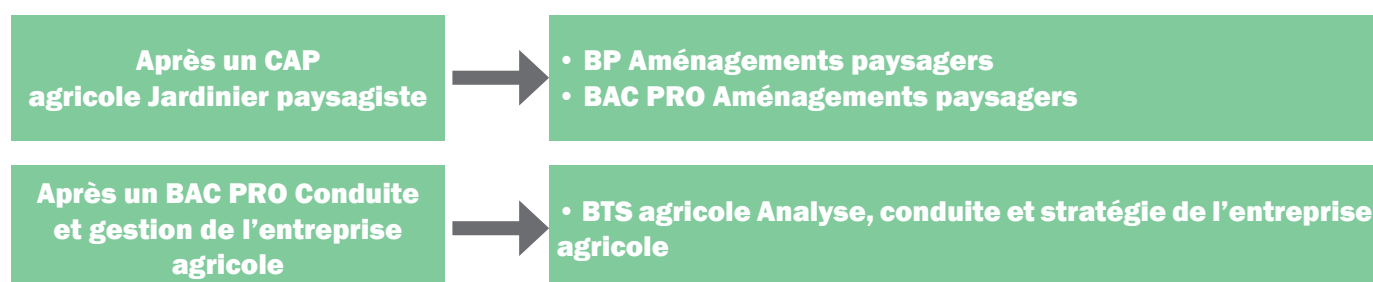 Après un CAP
agricole Jardinier paysagiste
• BP Aménagements paysagers
• BAC PRO Aménagements paysagers
Après un BAC PRO Conduite
et gestion de l’entreprise
agricole
• BTS agricole Analyse, conduite et stratégie de l’entreprise
agricole